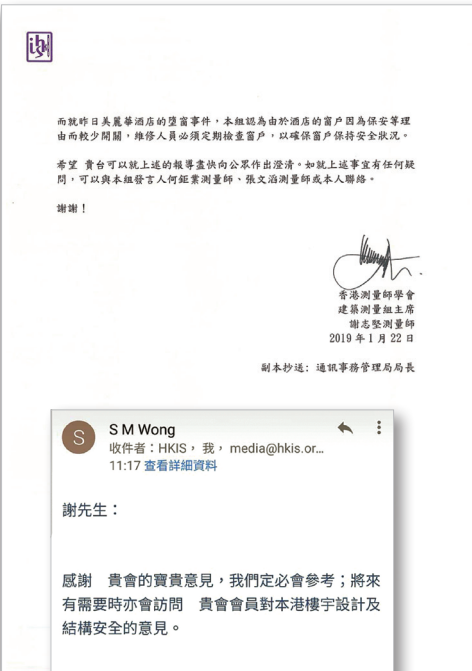 而就昨日美麗華酒店的墮窗事件，本組認為由於酒店的窗戶因為保安等理
由而較少開關，維修人員必須定期檢查窗戶，以確保窗戶保持安全狀況。
希望 貴台可以就上述的報導盡快向公眾作出澄清。如就上述事宜有任何疑
問，可以與本組發言人何鉅業測量師、張文滔測量師或本人聯絡。
謝謝！
香港測量師學會
建築測量組主席
謝志堅測量師
2019 年 1 月 22 日
副本抄送：通訊事務管理局局長
S
S M Wong
收件者：HKIS， 我， media@hkis.or...
11:17 查看詳細資料
謝先生：
感謝　貴會的寶貴意見，我們定必會參考；將來
有需要時亦會訪問　貴會會員對本港樓宇設計及
結構安全的意見。